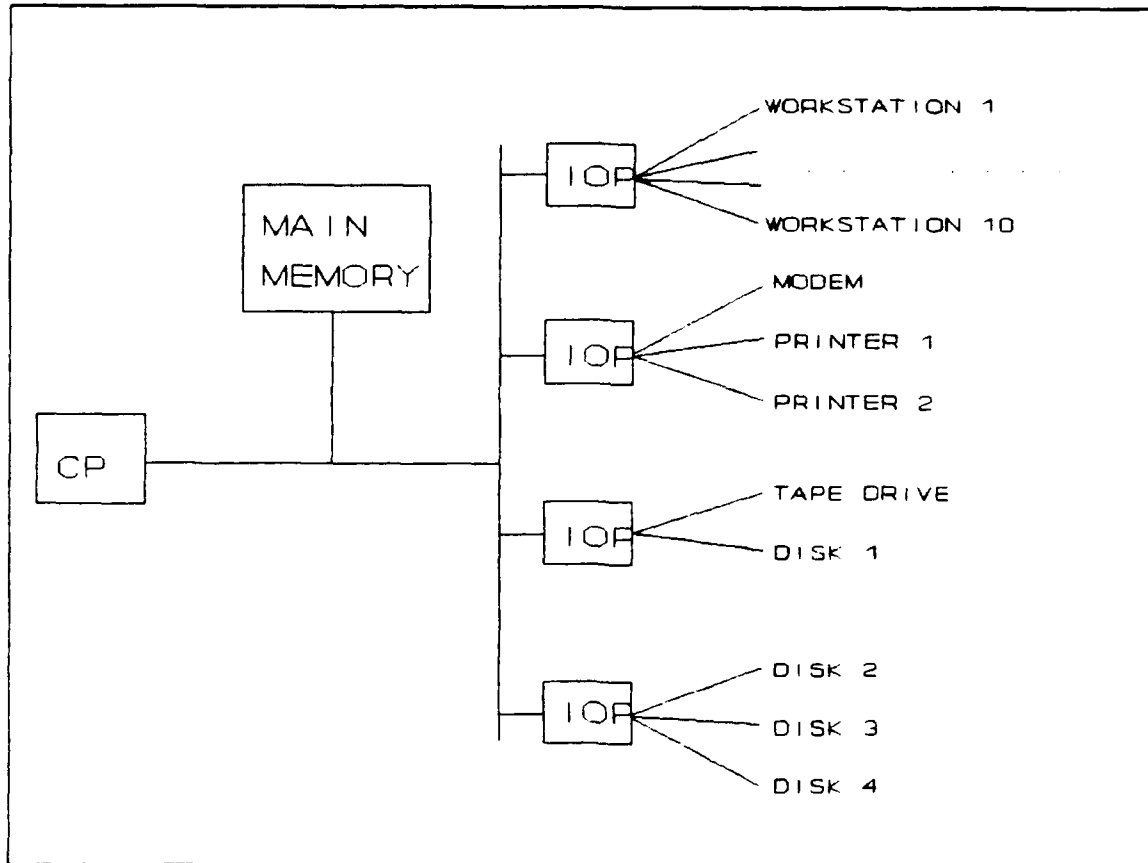 WORKSTATION 1
IOP
WORKSTATION 10
MAIN
MEMORY
MODEM
IOP
PRINTER 1
PRINTER 2
CP
TAPE DRIVE
IOP
DISK 1
DISK 2
IOP
DISK 3
DISK 4